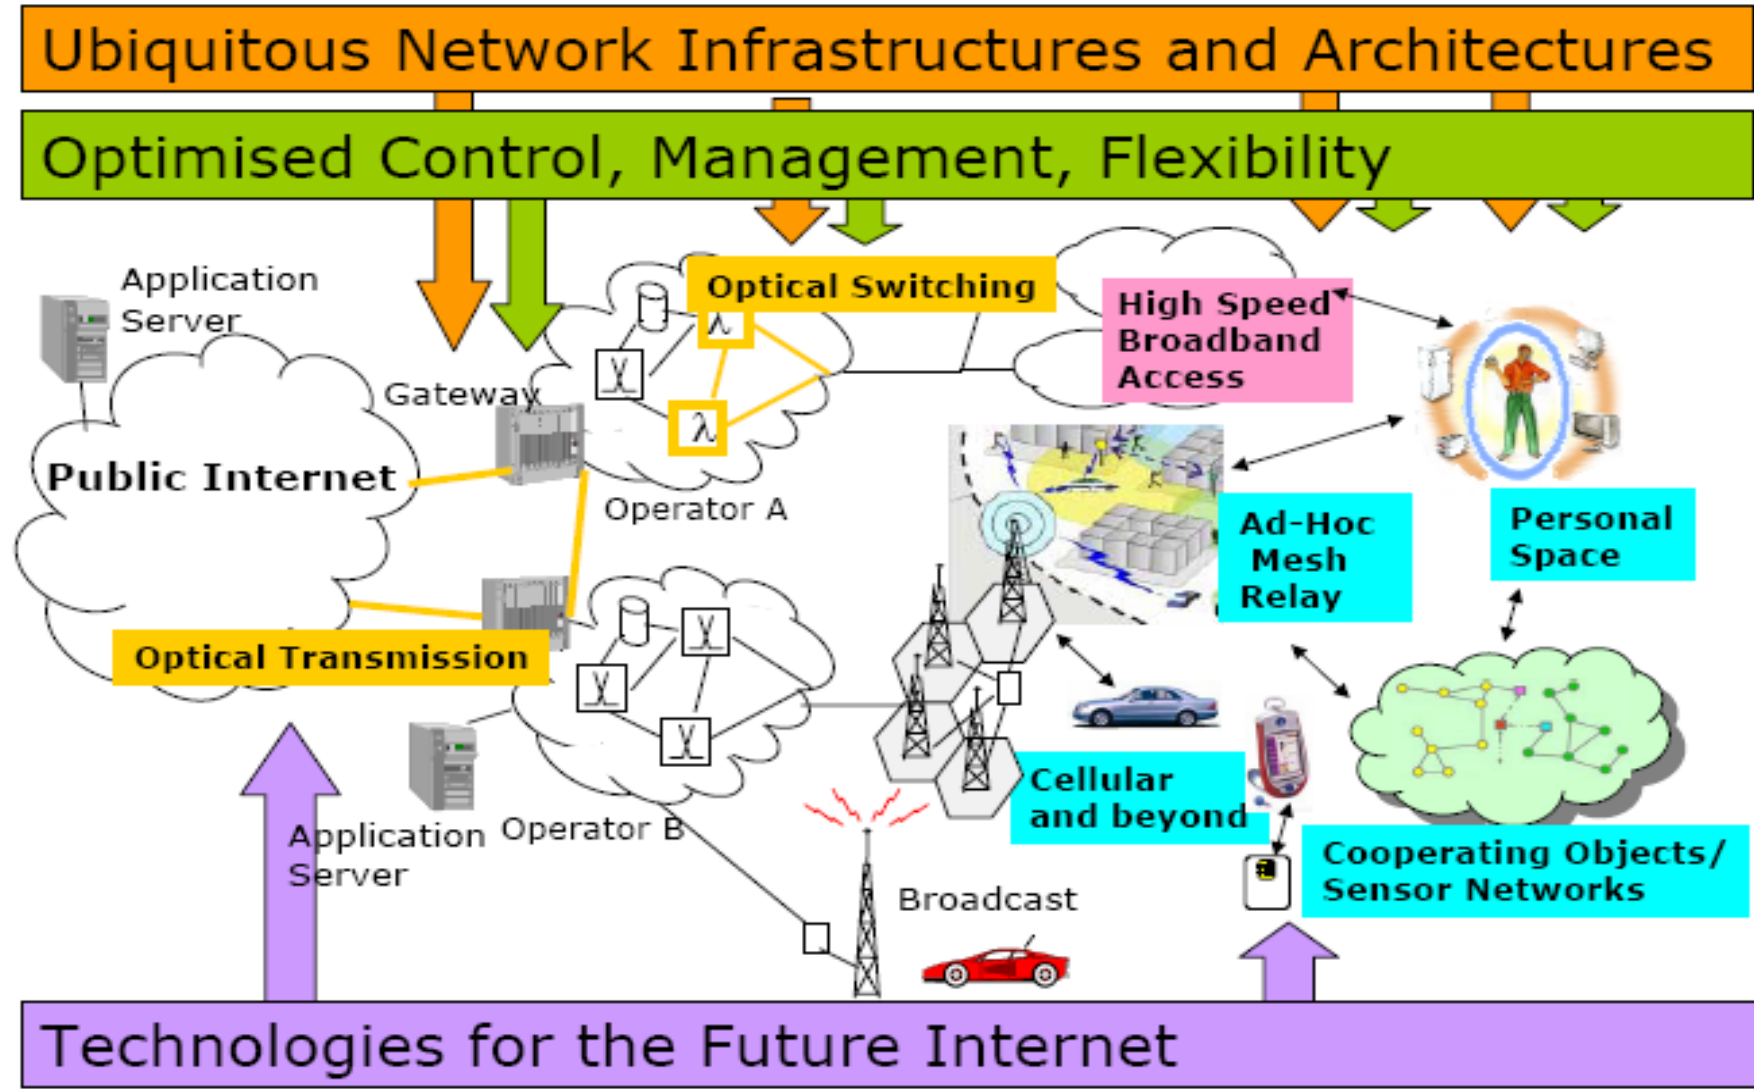 Ubiquitous Network Infrastructures and Architectures
Optimised Control, Management, Flexibility
Application
Server
Optical Switching
High Speed
Broadband
Access
λ
Gateway
λ
Public Internet
Operator A
Ad-Hoc
Mesh
Relay
Personal
Space
Optical Transmission
Cellular
and beyond
Application
Server
Operator B
Broadcast
Cooperating Objects/
Sensor Networks
Technologies for the Future Internet